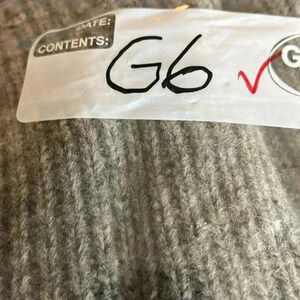 DATE:
CONTENTS:
G6 ✓ G